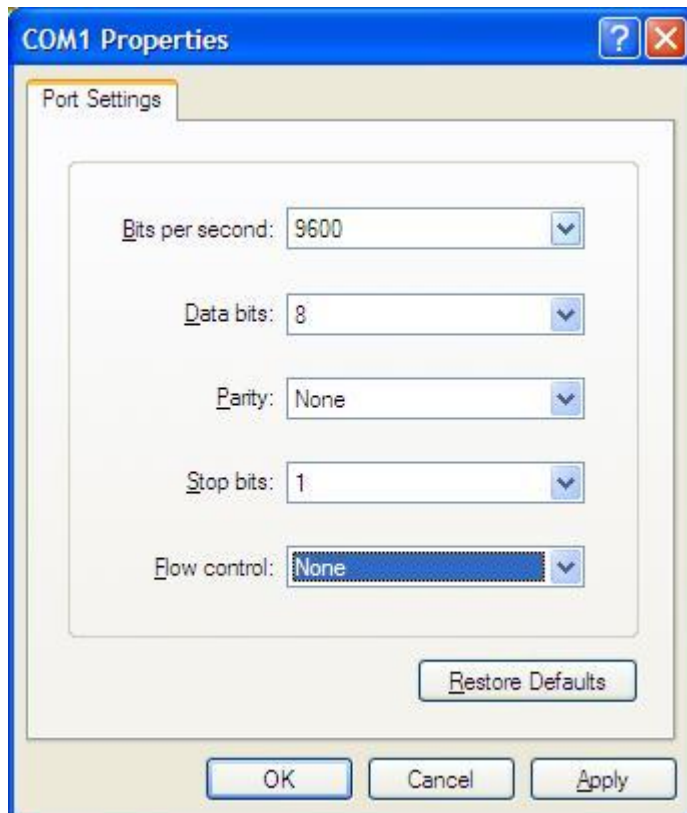 COM1 Properties
Port Settings
Bits per second: 9600
Data bits: 8
Parity: None
Stop bits: 1
Flow control: None
Restore Defaults
OK Cancel Apply